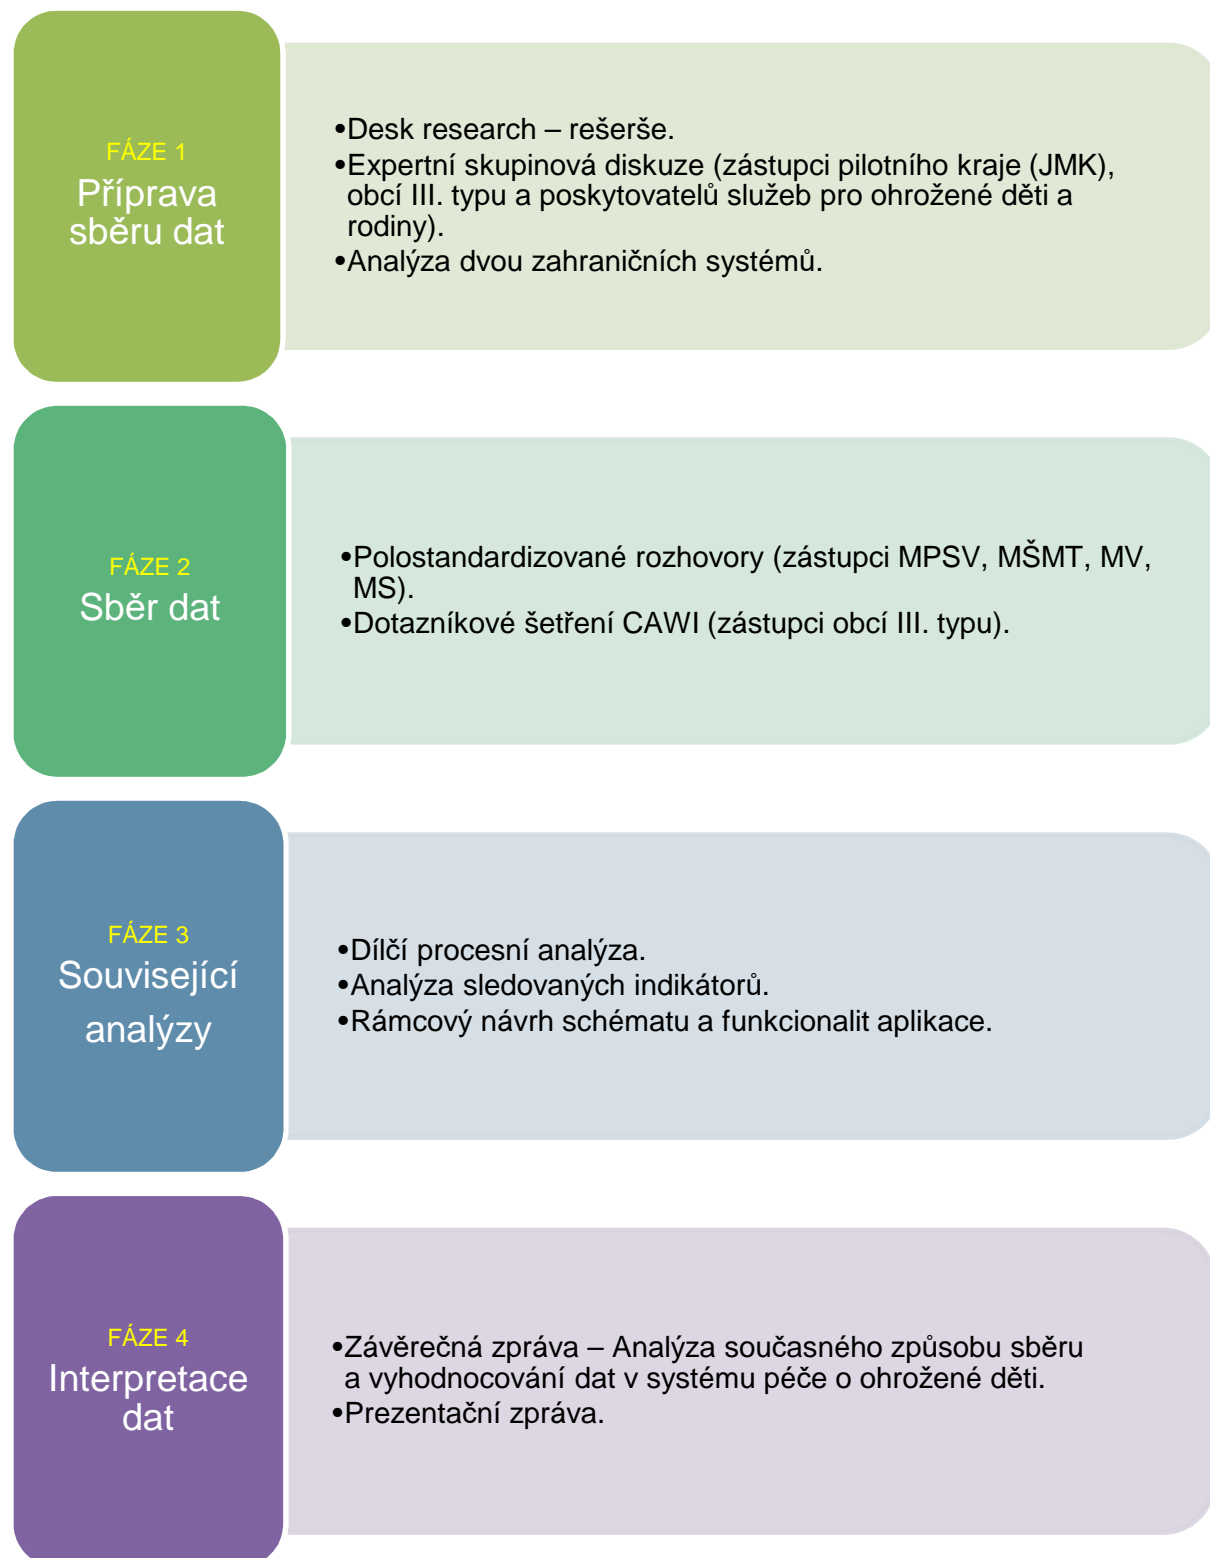 FÁZE 1
Příprava
sběru dat
•Desk research – rešerše.
•Expertní skupinová diskuze (zástupci pilotního kraje (JMK),
obcí III. typu a poskytovatelů služeb pro ohrožené děti a
rodiny).
•Analýza dvou zahraničních systémů.
FÁZE 2
Sběr dat
•Polostandardizované rozhovory (zástupci MPSV, MŠMT, MV,
MS).
•Dotazníkové šetření CAWI (zástupci obcí III. typu).
FÁZE 3
Související
analýzy
•Dílčí procesní analýza.
•Analýza sledovaných indikátorů.
•Rámcový návrh schématu a funkcionalit aplikace.
FÁZE 4
Interpretace
dat
•Závěrečná zpráva – Analýza současného způsobu sběru
a vyhodnocování dat v systému péče o ohrožené děti.
•Prezentační zpráva.